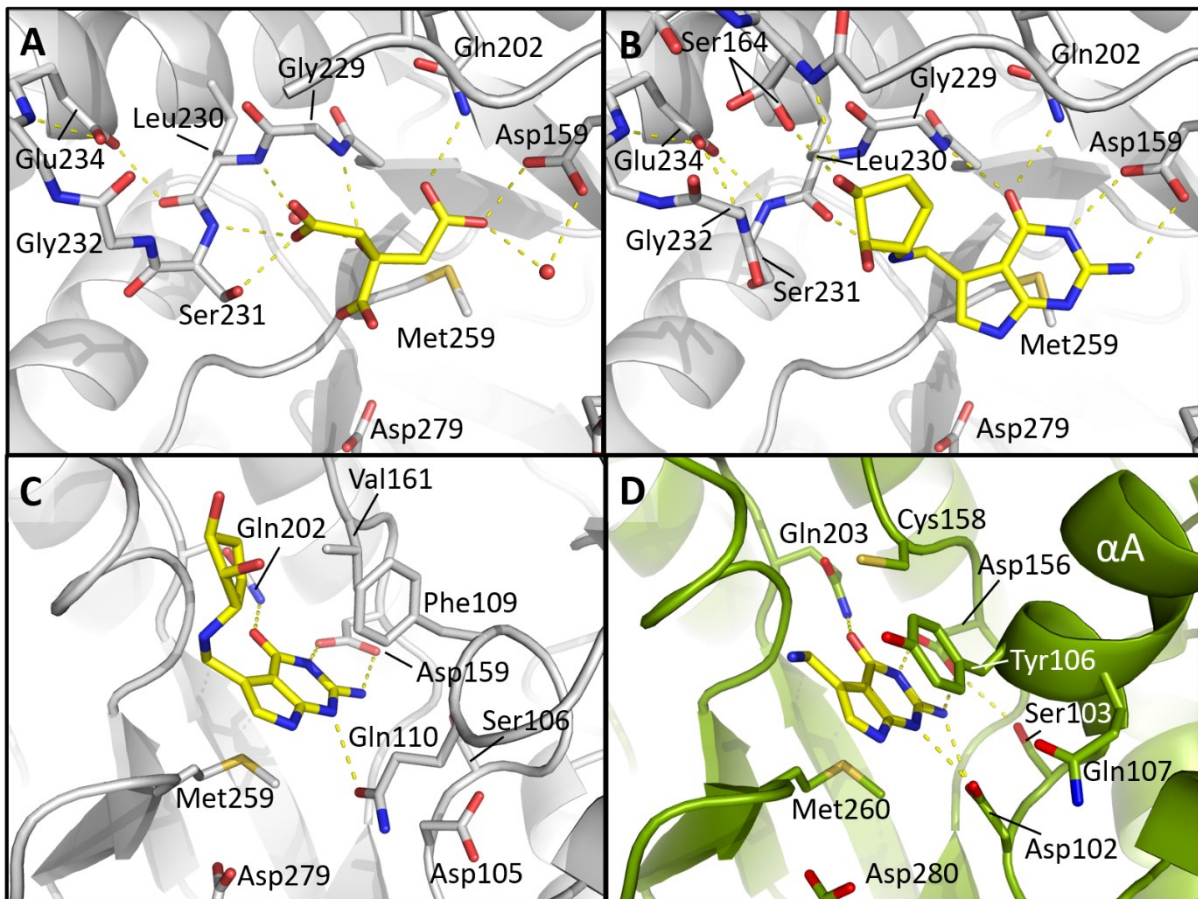 A
Gln202
Gly229
Leu230
Asp159
Glu234
Gly232
Ser231
Met259
Asp279
B
Ser164
Gln202
Gly229
Asp159
Glu234
Leu230
Gly232
Ser231
Met259
Asp279
C
Val161
Gln202
Phe109
Asp159
Ser106
Gln110
Met259
Asp105
Asp279
D
Cys158
Gln203
αA
Asp156
Tyr106
Ser103
Gln107
Met260
Asp102
Asp280